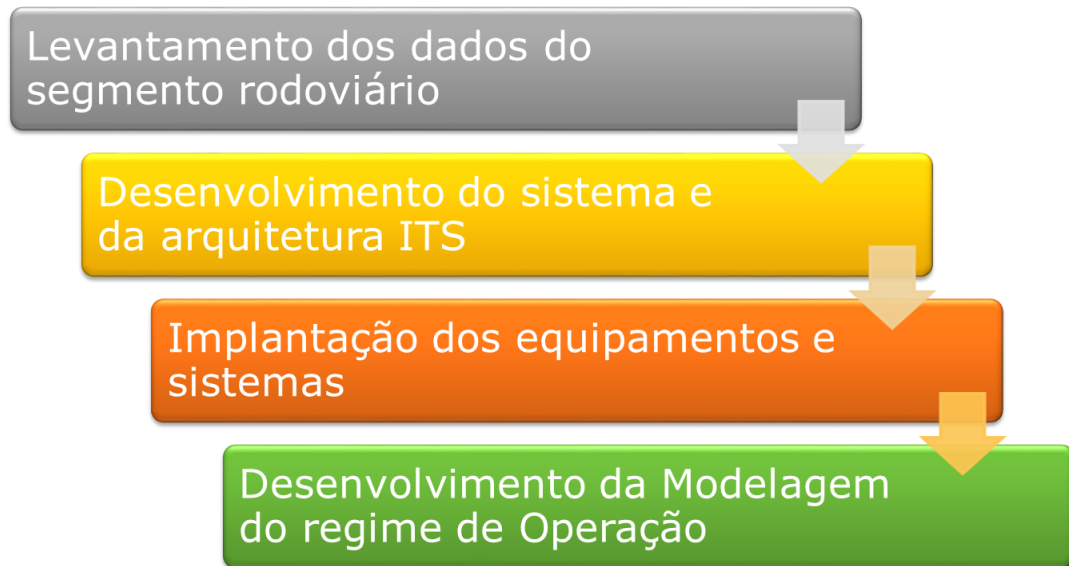 Levantamento dos dados do
segmento rodoviário
Desenvolvimento do sistema e
da arquitetura ITS
Implantação dos equipamentos e
sistemas
Desenvolvimento da Modelagem
do regime de Operação